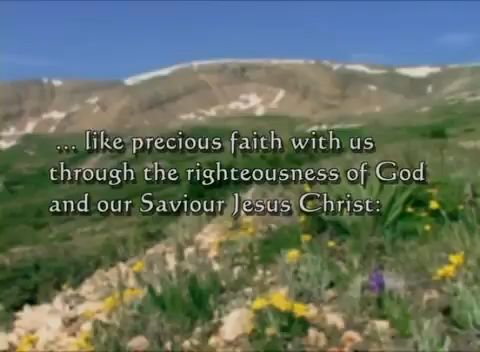 ... like precious faith with us
through the righteousness of God
and our Saviour Jesus Christ: